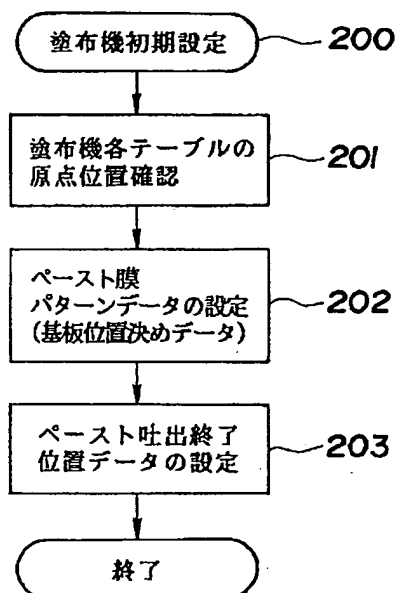 塗布機初期設定
200
塗布機各テーブルの
原点位置確認
201
ペースト膜
パターンデータの設定
(基板位置決めデータ)
202
ペースト吐出終了
位置データの設定
203
終了